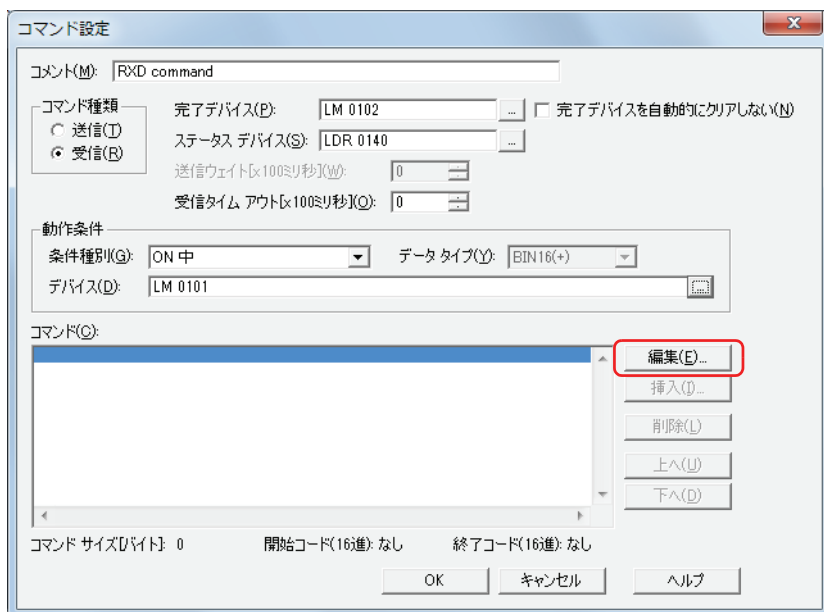 コマンド設定
コメント(M): RXD command
コマンド種類
送信(T)
受信(R)
完了デバイス(P): LM 0102 ... 完了デバイスを自動的にクリアしない(N)
ステータス デバイス(S): LDR 0140 ...
送信ウェイト[x100ミリ秒](W): 0
受信タイム アウト[x100ミリ秒](O): 0
動作条件
条件種別(G): ON 中 データ タイプ(Y): BIN16(+)
デバイス(D): LM 0101 ...
コマンド(C):
編集(E)...
挿入(I)...
削除(L)
上へ(U)
下へ(D)
コマンド サイズ[バイト]: 0 開始コード(16進): なし 終了コード(16進): なし
OK キャンセル ヘルプ